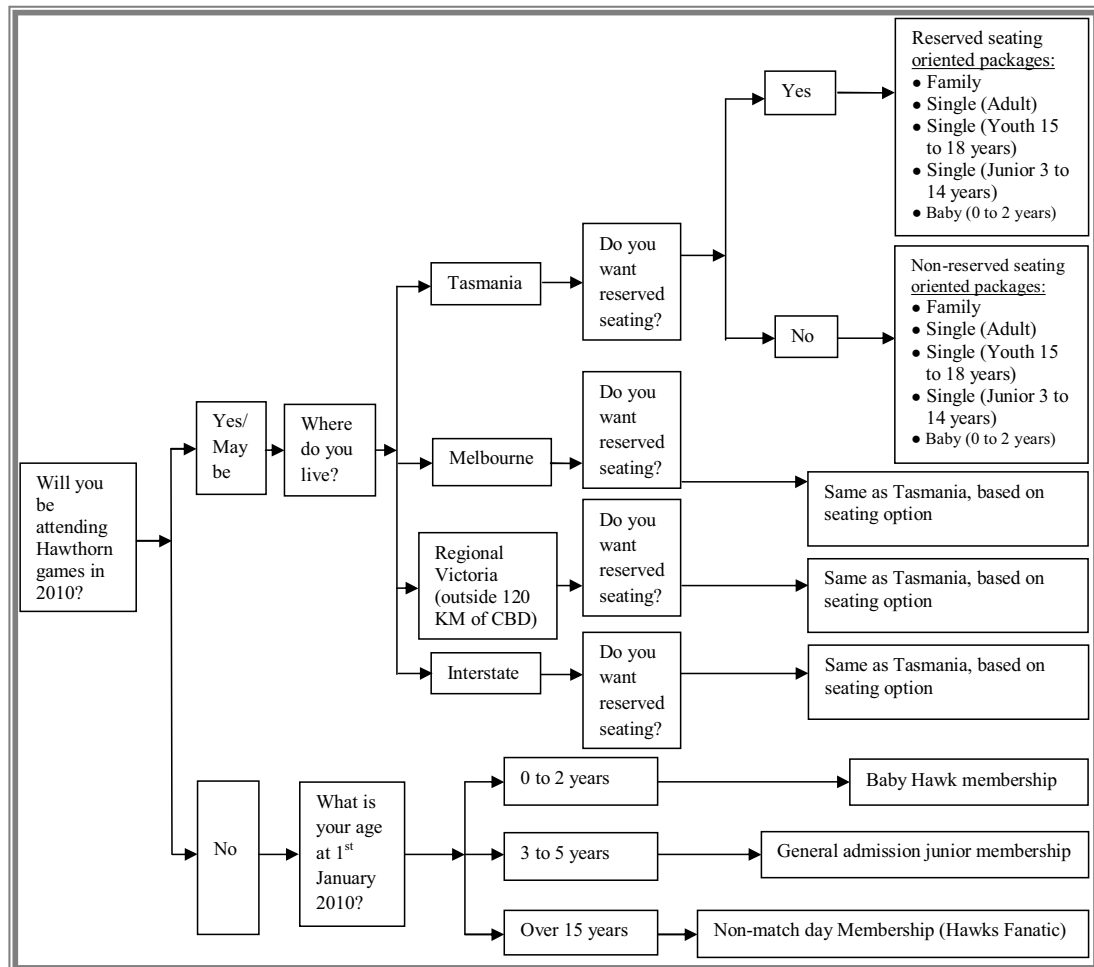 Will you
be
attending
Hawthorn
games in
2010?
Yes/
May
be
Where
do you
live?
Tasmania
Do you
want
reserved
seating?
Yes
Reserved seating
oriented packages:
● Family
● Single (Adult)
● Single (Youth 15
to 18 years)
● Single (Junior 3 to
14 years)
● Baby (0 to 2 years)
No
Non-reserved seating
oriented packages:
● Family
● Single (Adult)
● Single (Youth 15
to 18 years)
● Single (Junior 3 to
14 years)
● Baby (0 to 2 years)
Melbourne
Do you
want
reserved
seating?
Same as Tasmania, based on
seating option
Regional
Victoria
(outside 120
KM of CBD)
Do you
want
reserved
seating?
Same as Tasmania, based on
seating option
Interstate
Do you
want
reserved
seating?
Same as Tasmania, based on
seating option
No
What is
your age
at 1st
January
2010?
0 to 2 years
Baby Hawk membership
3 to 5 years
General admission junior membership
Over 15 years
Non-match day Membership (Hawks Fanatic)